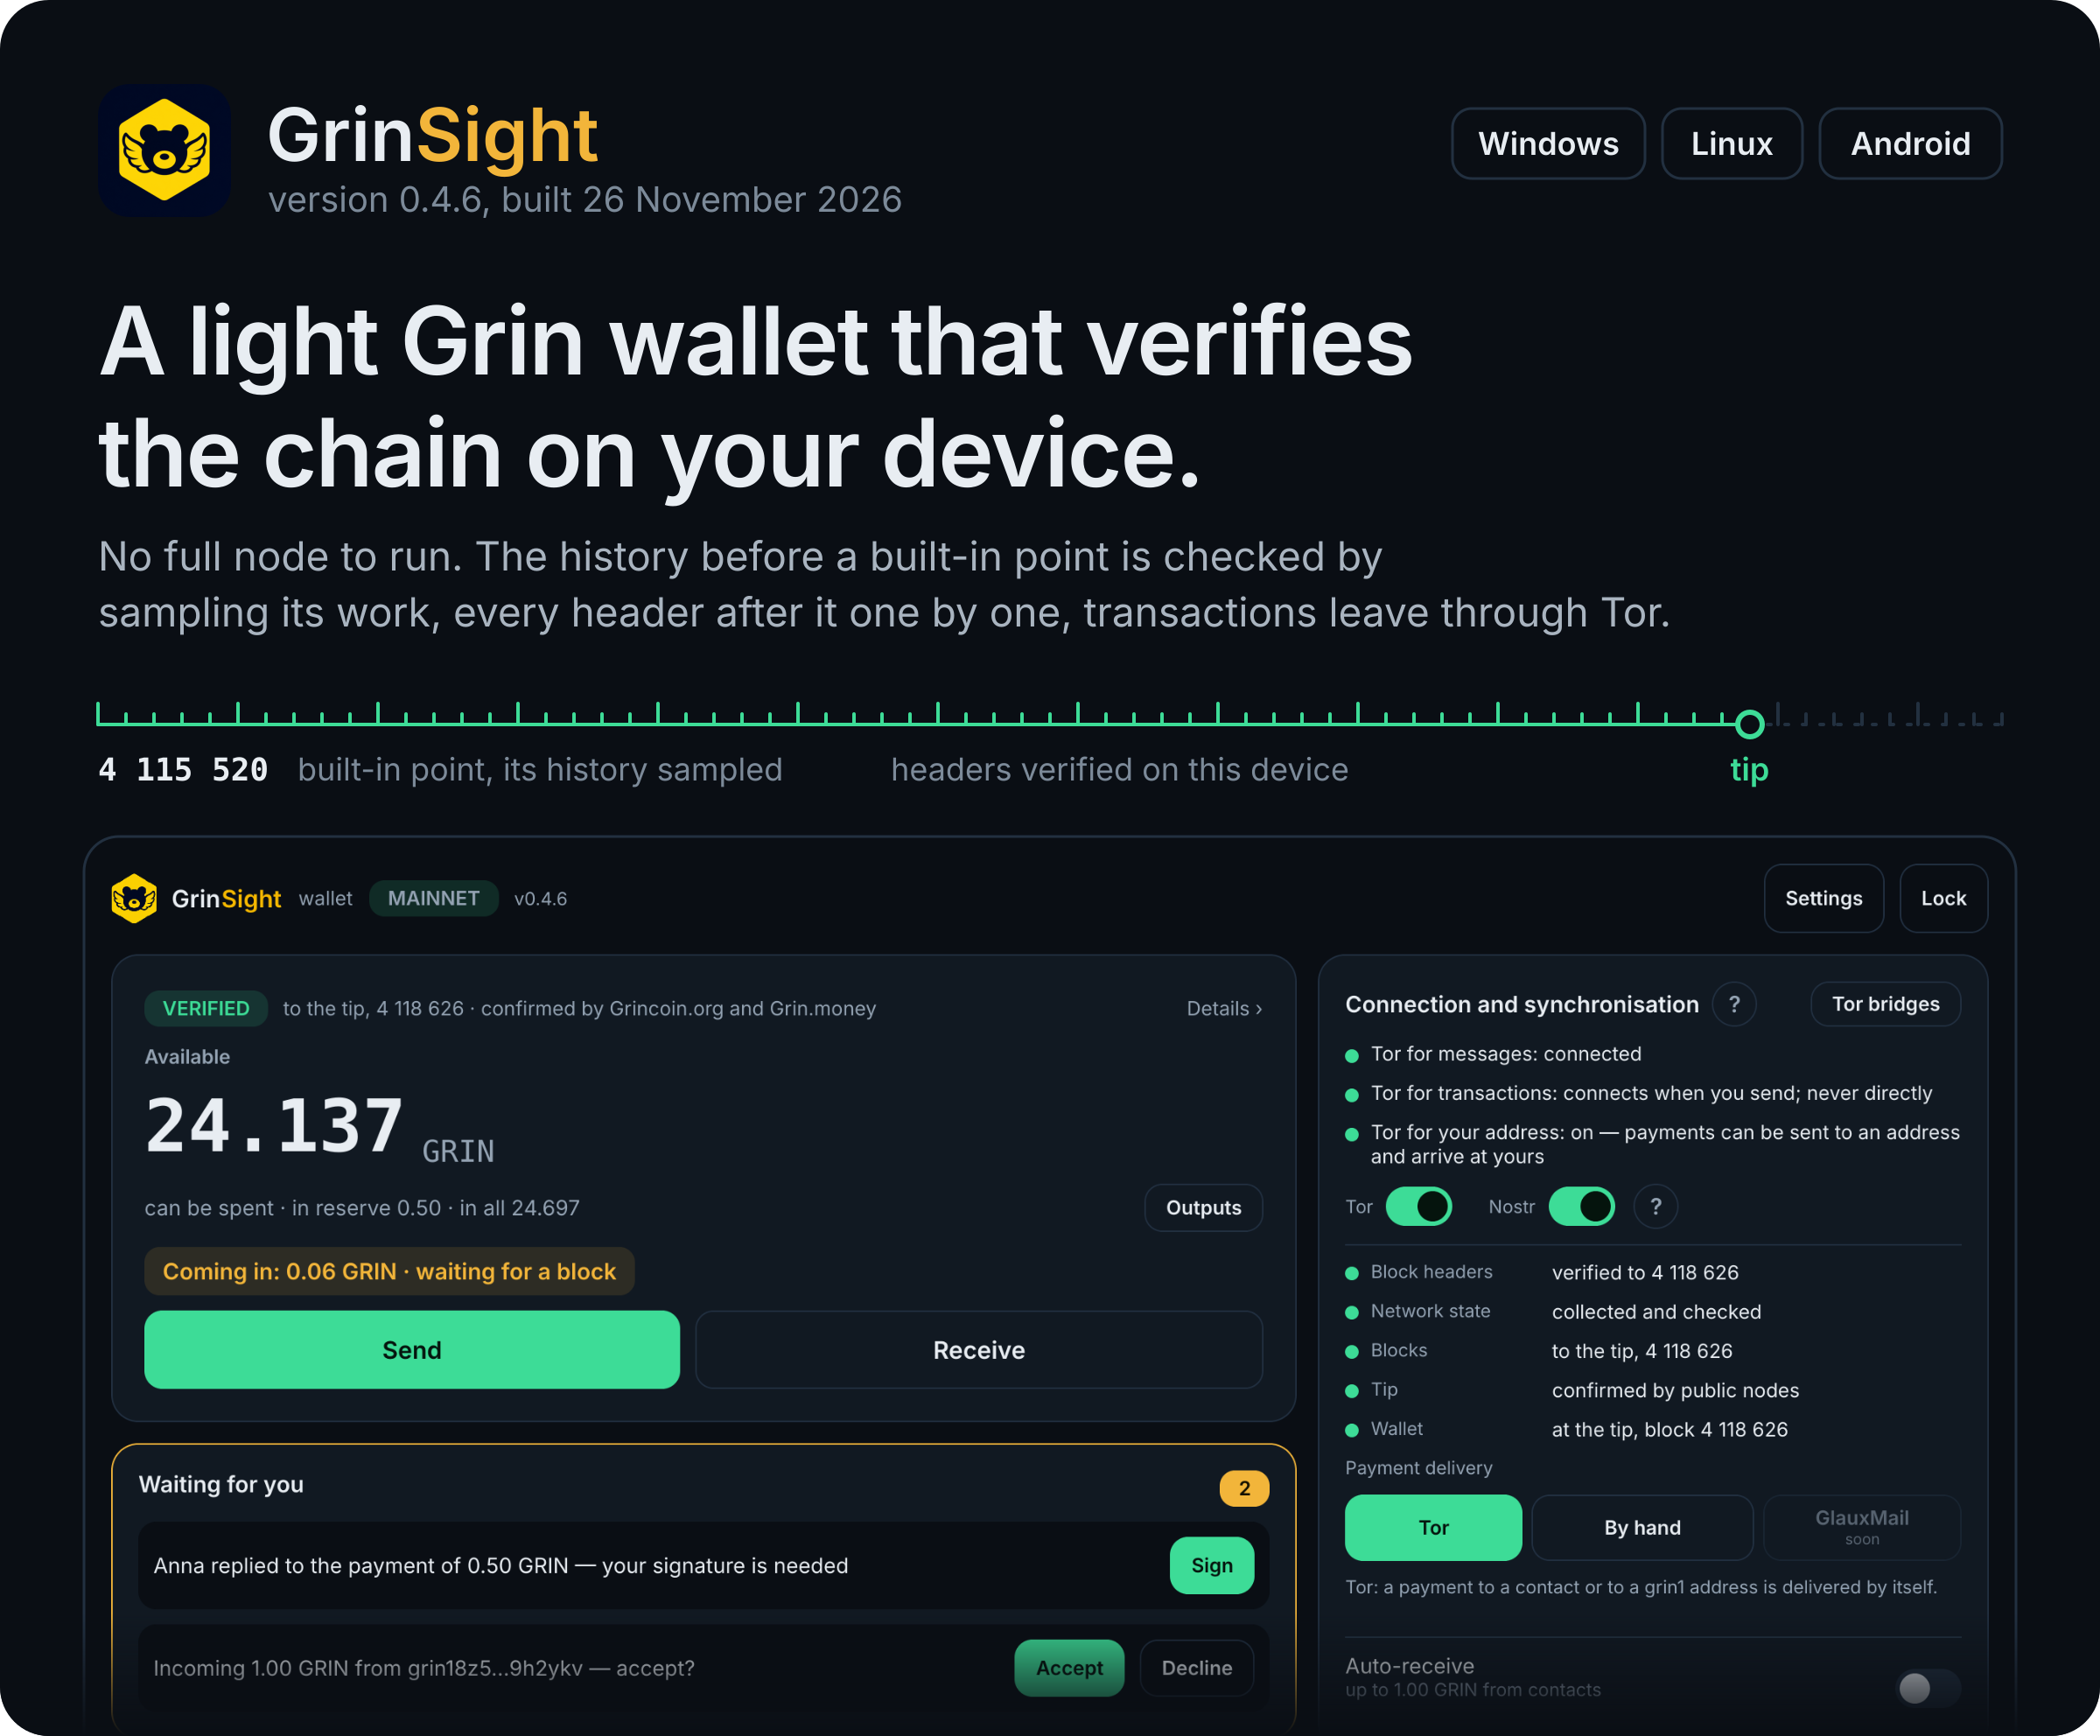 GrinSight
version 0.4.6, built 26 November 2026
Windows
Linux
Android
A light Grin wallet that verifies
the chain on your device.
No full node to run. The history before a built-in point is checked by
sampling its work, every header after it one by one, transactions leave through Tor.
4 115 520 built-in point, its history sampled
headers verified on this device
tip
GrinSight wallet MAINNET v0.4.6
Settings
Lock
VERIFIED to the tip, 4 118 626 · confirmed by Grincoin.org and Grin.money
Details ›
Available
24.137 GRIN
can be spent · in reserve 0.50 · in all 24.697
Outputs
Coming in: 0.06 GRIN · waiting for a block
Send
Receive
Waiting for you
2
Anna replied to the payment of 0.50 GRIN — your signature is needed
Sign
Incoming 1.00 GRIN from grin18z5...9h2ykv — accept?
Accept
Decline
Connection and synchronisation ?
Tor bridges
Tor for messages: connected
Tor for transactions: connects when you send; never directly
Tor for your address: on — payments can be sent to an address
and arrive at yours
Tor
Nostr
?
Block headers verified to 4 118 626
Network state collected and checked
Blocks to the tip, 4 118 626
Tip confirmed by public nodes
Wallet at the tip, block 4 118 626
Payment delivery
Tor
By hand
GlauxMail
soon
Tor: a payment to a contact or to a grin1 address is delivered by itself.
Auto-receive
up to 1.00 GRIN from contacts